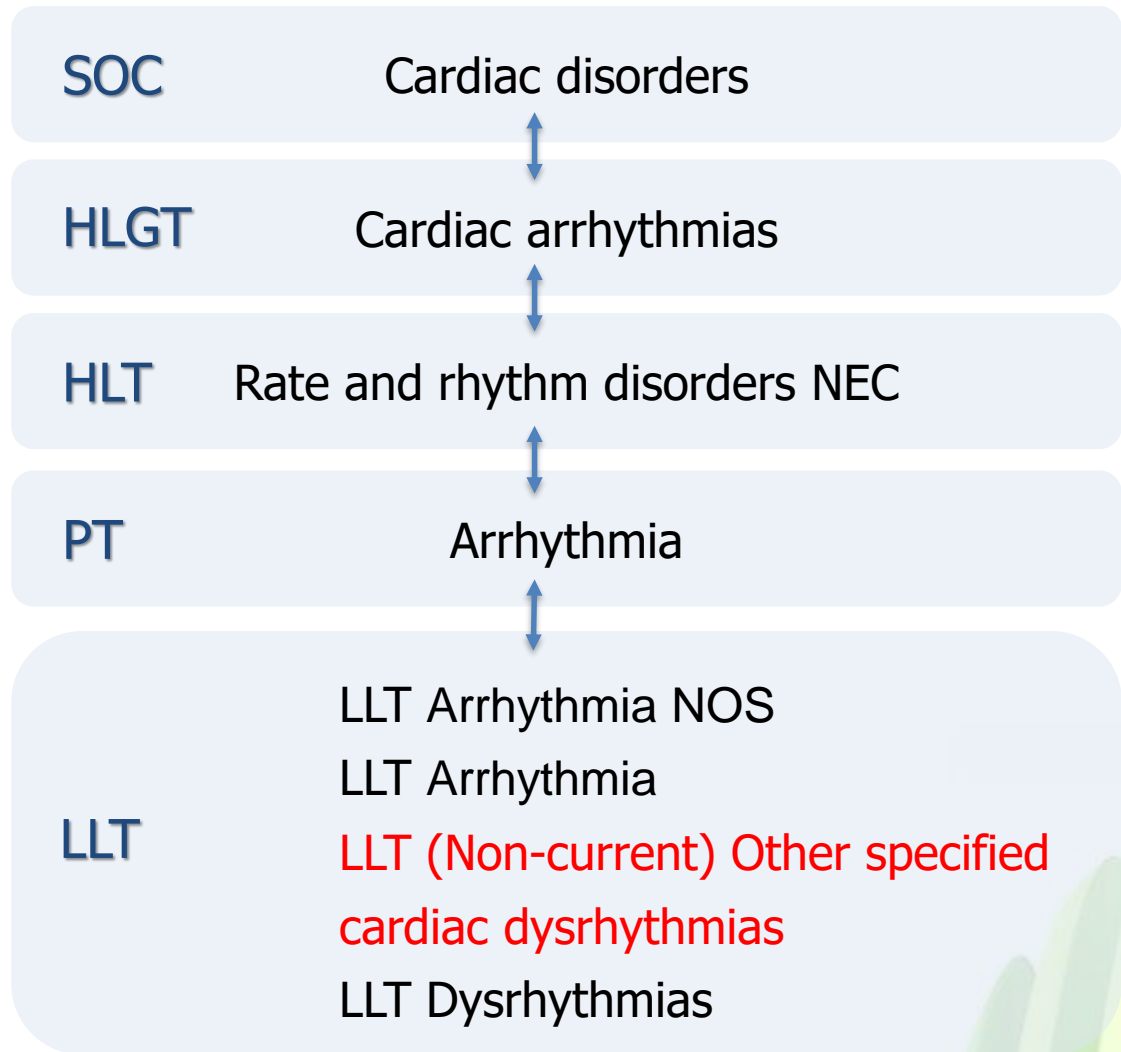 SOC Cardiac disorders
HLGT Cardiac arrhythmias
HLT Rate and rhythm disorders NEC
PT Arrhythmia
LLT
LLT Arrhythmia NOS
LLT Arrhythmia
LLT (Non-current) Other specified
cardiac dysrhythmias
LLT Dysrhythmias